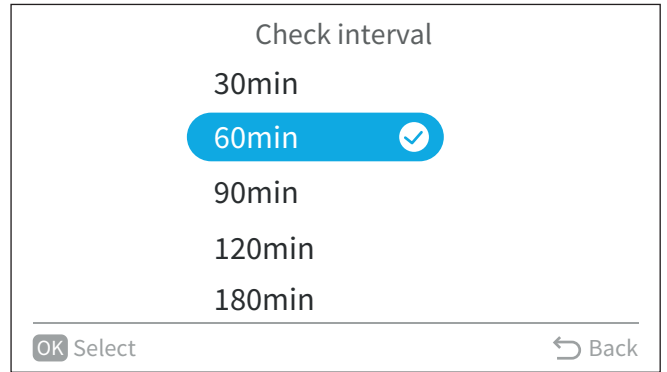 Check interval
30min
60min
90min
120min
180min
OK Select
Back